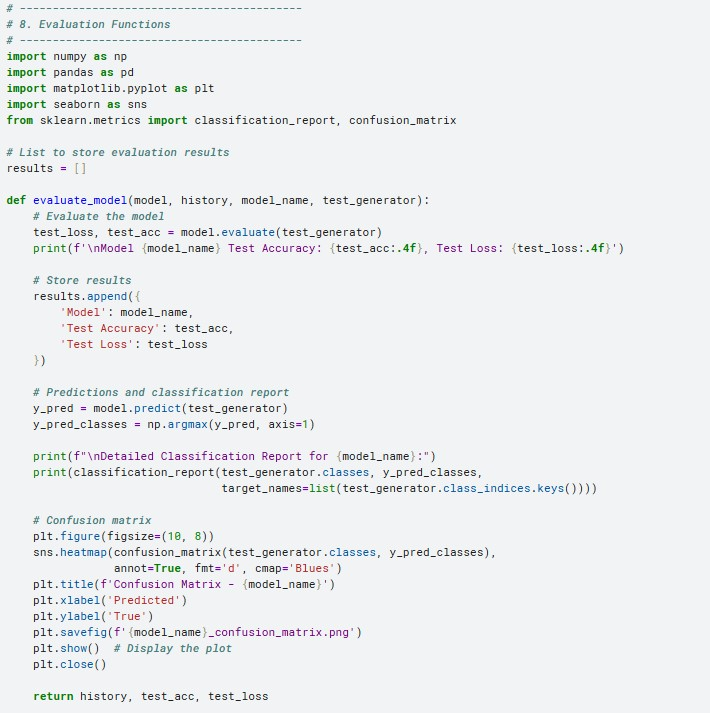 # ------------------------------------------
# 8. Evaluation Functions
# ------------------------------------------
import numpy as np
import pandas as pd
import matplotlib.pyplot as plt
import seaborn as sns
from sklearn.metrics import classification_report, confusion_matrix

# List to store evaluation results
results = []

def evaluate_model(model, history, model_name, test_generator):
    # Evaluate the model
    test_loss, test_acc = model.evaluate(test_generator)
    print(f'\nModel {model_name} Test Accuracy: {test_acc:.4f}, Test Loss: {test_loss:.4f}')

    # Store results
    results.append({
        'Model': model_name,
        'Test Accuracy': test_acc,
        'Test Loss': test_loss
    })

    # Predictions and classification report
    y_pred = model.predict(test_generator)
    y_pred_classes = np.argmax(y_pred, axis=1)

    print(f"\nDetailed Classification Report for {model_name}:")
    print(classification_report(test_generator.classes, y_pred_classes,
                                target_names=list(test_generator.class_indices.keys())))

    # Confusion matrix
    plt.figure(figsize=(10, 8))
    sns.heatmap(confusion_matrix(test_generator.classes, y_pred_classes),
                annot=True, fmt='d', cmap='Blues')
    plt.title(f'Confusion Matrix - {model_name}')
    plt.xlabel('Predicted')
    plt.ylabel('True')
    plt.savefig(f'{model_name}_confusion_matrix.png')
    plt.show()  # Display the plot
    plt.close()

    return history, test_acc, test_loss